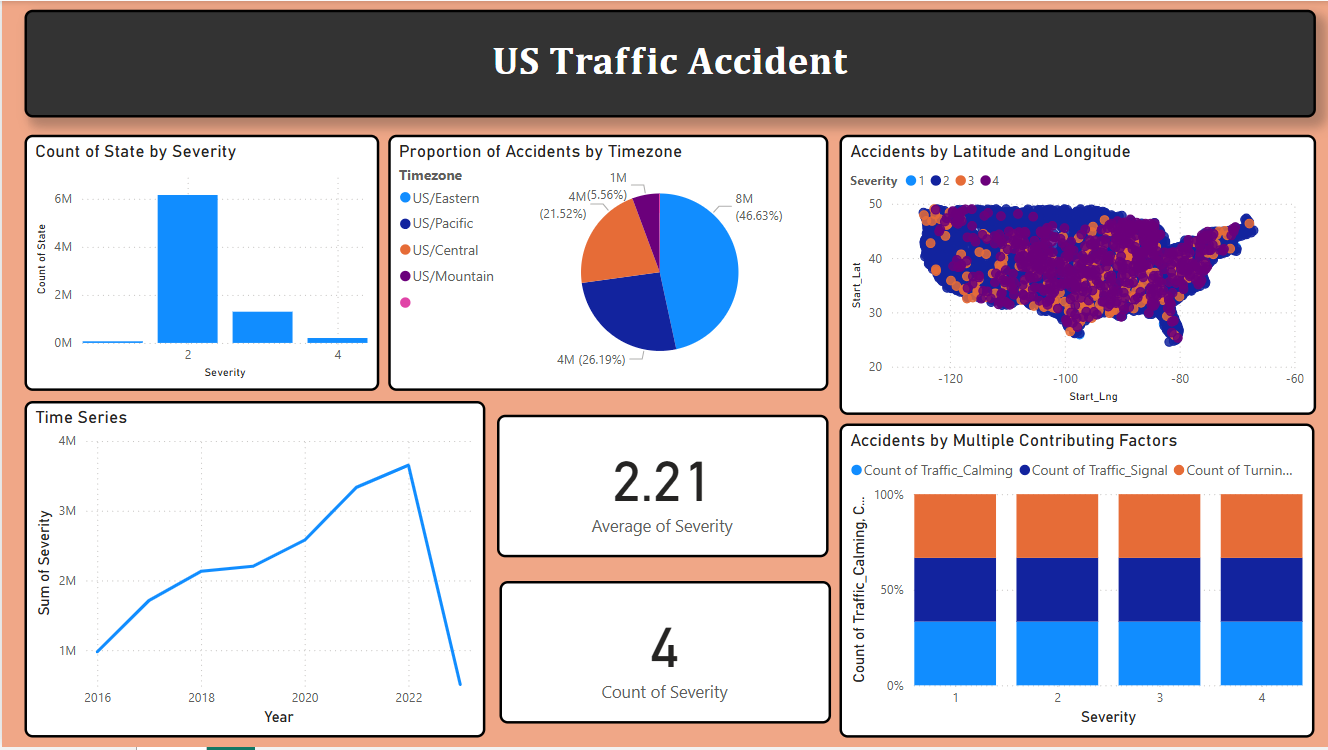 US Traffic Accident
Count of State by Severity
Count of State
6M
4M
2M
0M
2
4
Severity
Proportion of Accidents by Timezone
Timezone
US/Eastern
US/Pacific
US/Central
US/Mountain
1M
(5.56%)
4M
(21.52%)
8M
(46.63%)
4M (26.19%)
Accidents by Latitude and Longitude
Severity 1 2 3 4
Start_Lat
50
40
30
20
-120
-100
-80
-60
Start_Lng
Time Series
Sum of Severity
4M
3M
2M
1M
2016
2018
2020
2022
Year
2.21
Average of Severity
4
Count of Severity
Accidents by Multiple Contributing Factors
Count of Traffic_Calming Count of Traffic_Signal Count of Turnin...
Count of Traffic_Calming, C...
100%
50%
0%
1
2
3
4
Severity